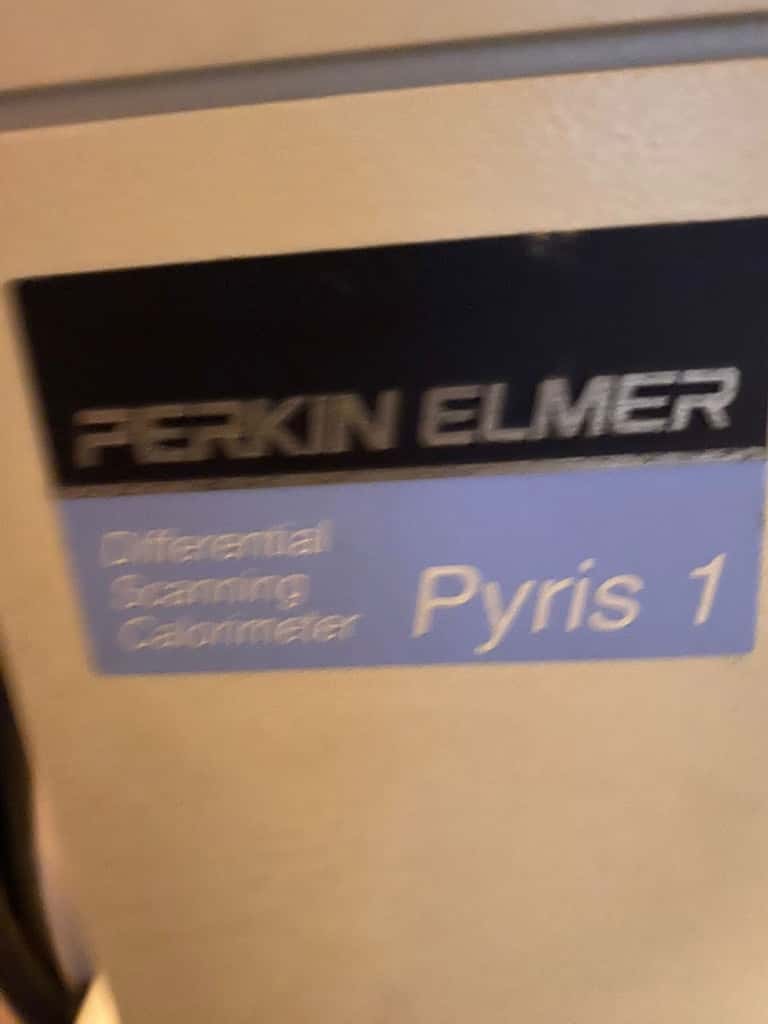 PERKIN ELMER
Differential
Scanning
Calorimeter
Pyris 1